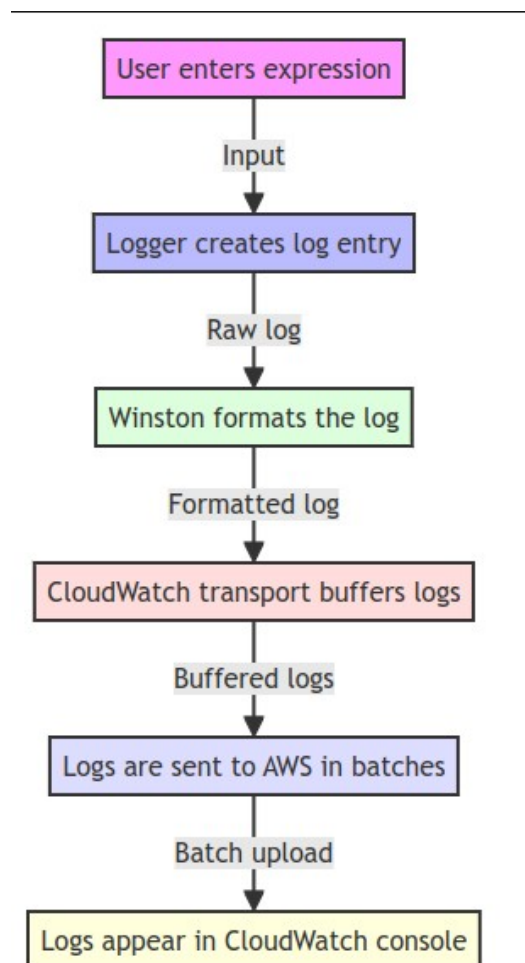 User enters expression
Input
Logger creates log entry
Raw log
Winston formats the log
Formatted log
CloudWatch transport buffers logs
Buffered logs
Logs are sent to AWS in batches
Batch upload
Logs appear in CloudWatch console